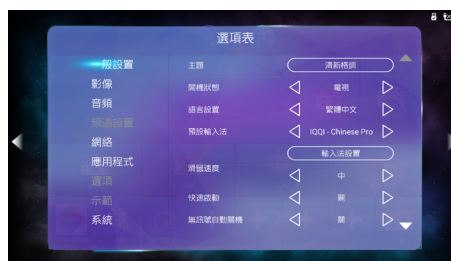 選項表
一般設置
影像
音頻
頻道設置
網絡
應用程式
選項
示範
系統
主題
清新格調
開機狀態
電視
語言設置
繁體中文
預設輸入法
IQQI - Chinese Pro
輸入法設置
滑鼠速度
中
快速啟動
關
無訊號自動關機
關